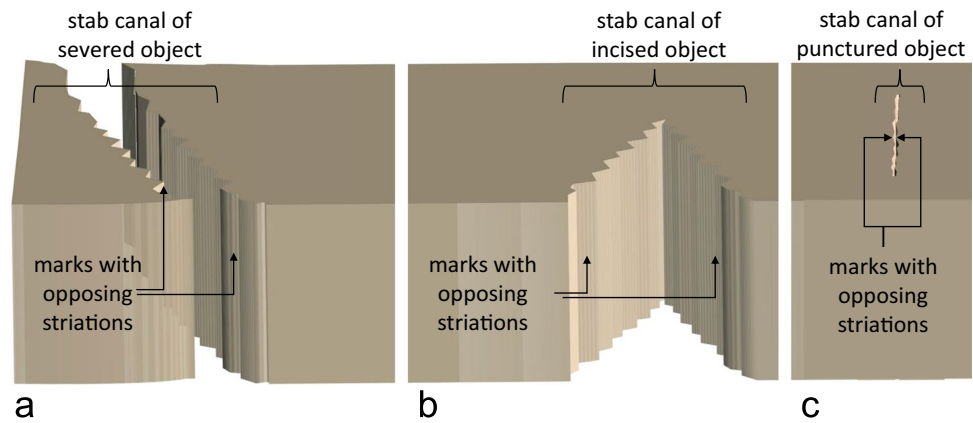 stab canal of
severed object
marks with
opposing
striations
a
stab canal of
incised object
marks with
opposing
striations
b
stab canal of
punctured object
marks with
opposing
striations
c